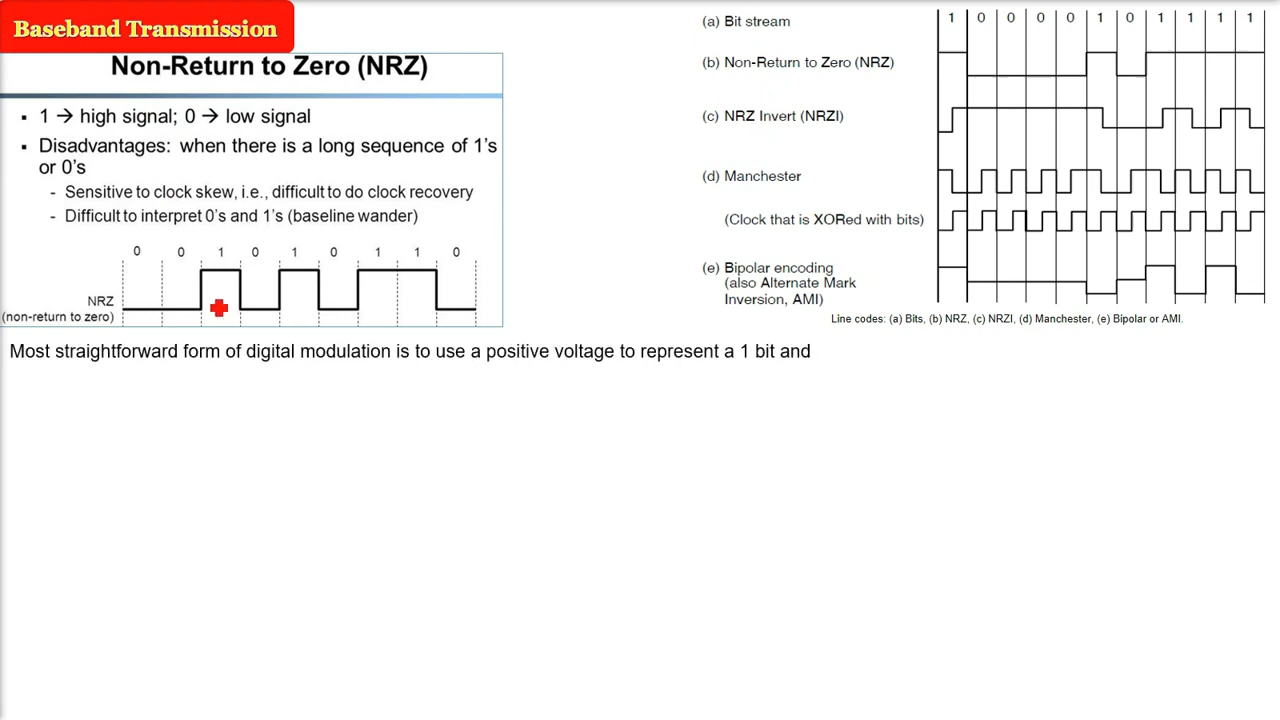 Baseband Transmission
Non-Return to Zero (NRZ)
▪ 1 → high signal; 0 → low signal
▪ Disadvantages: when there is a long sequence of 1's
or 0's
- Sensitive to clock skew, i.e., difficult to do clock recovery
- Difficult to interpret 0's and 1's (baseline wander)
0 0 1 0 1 0 1 1 0
NRZ
(non-return to zero)
(a) Bit stream 1 0 0 0 0 1 0 1 1 1 1
(b) Non-Return to Zero (NRZ)
(c) NRZ Invert (NRZI)
(d) Manchester
(Clock that is XORed with bits)
(e) Bipolar encoding
(also Alternate Mark
Inversion, AMI)
Line codes: (a) Bits, (b) NRZ, (c) NRZI, (d) Manchester, (e) Bipolar or AMI.
Most straightforward form of digital modulation is to use a positive voltage to represent a 1 bit and